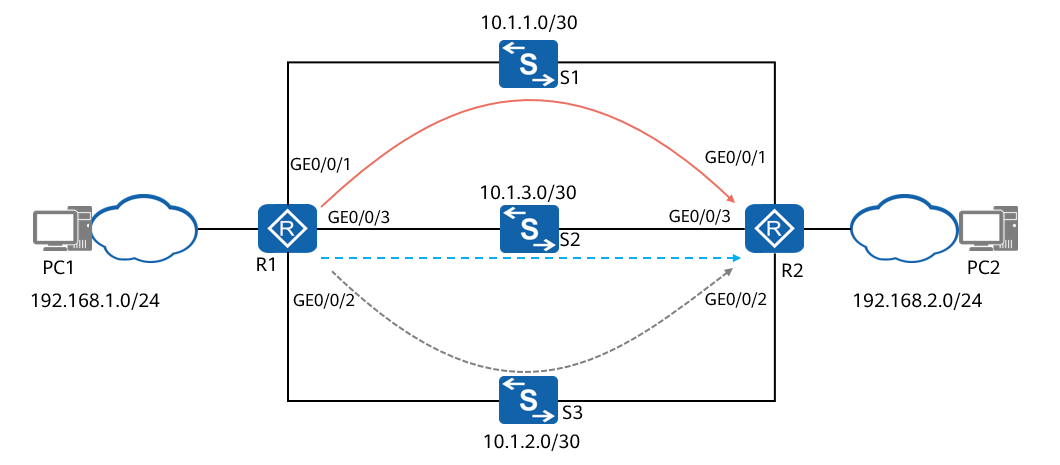 10.1.1.0/30
S
S1
GE0/0/1
GE0/0/1
10.1.3.0/30
GE0/0/3
GE0/0/3
R
S
S2
R
PC1
R1
R2
PC2
192.168.1.0/24
GE0/0/2
GE0/0/2
192.168.2.0/24
S
S3
10.1.2.0/30